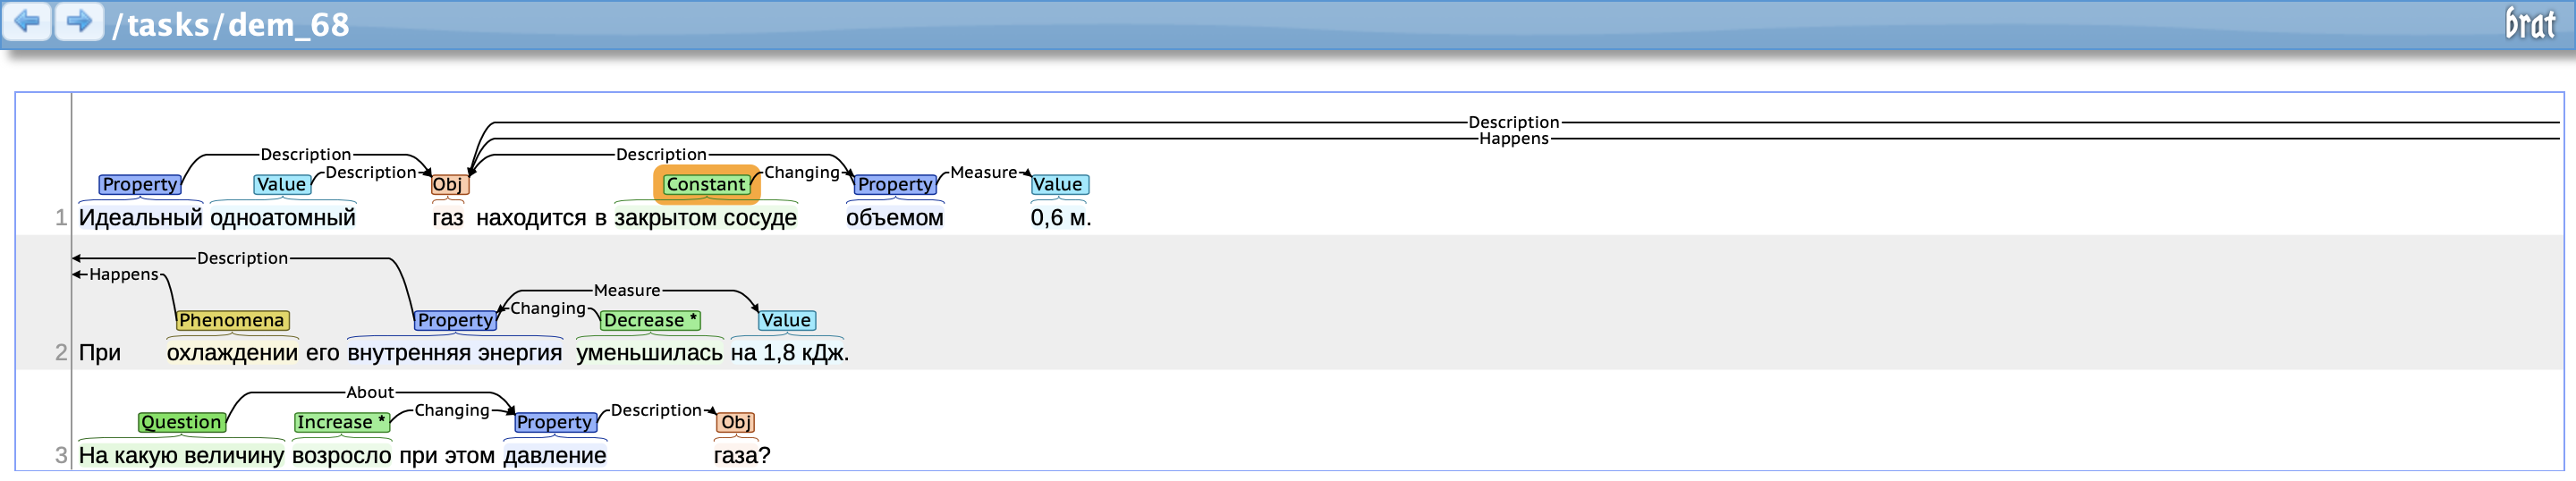 /tasks/dem_68 brat
Description
Happens
Description Description
Description Changing Measure
Property Value Obj Constant Property Value
1 Идеальный одноатомный газ находится в закрытом сосуде объемом 0,6 м.
Description
Happens
Measure
Changing
Phenomena Property Decrease * Value
2 При охлаждении его внутренняя энергия уменьшилась на 1,8 кДж.
About
Changing Description
Question Increase * Property Obj
3 На какую величину возросло при этом давление газа?